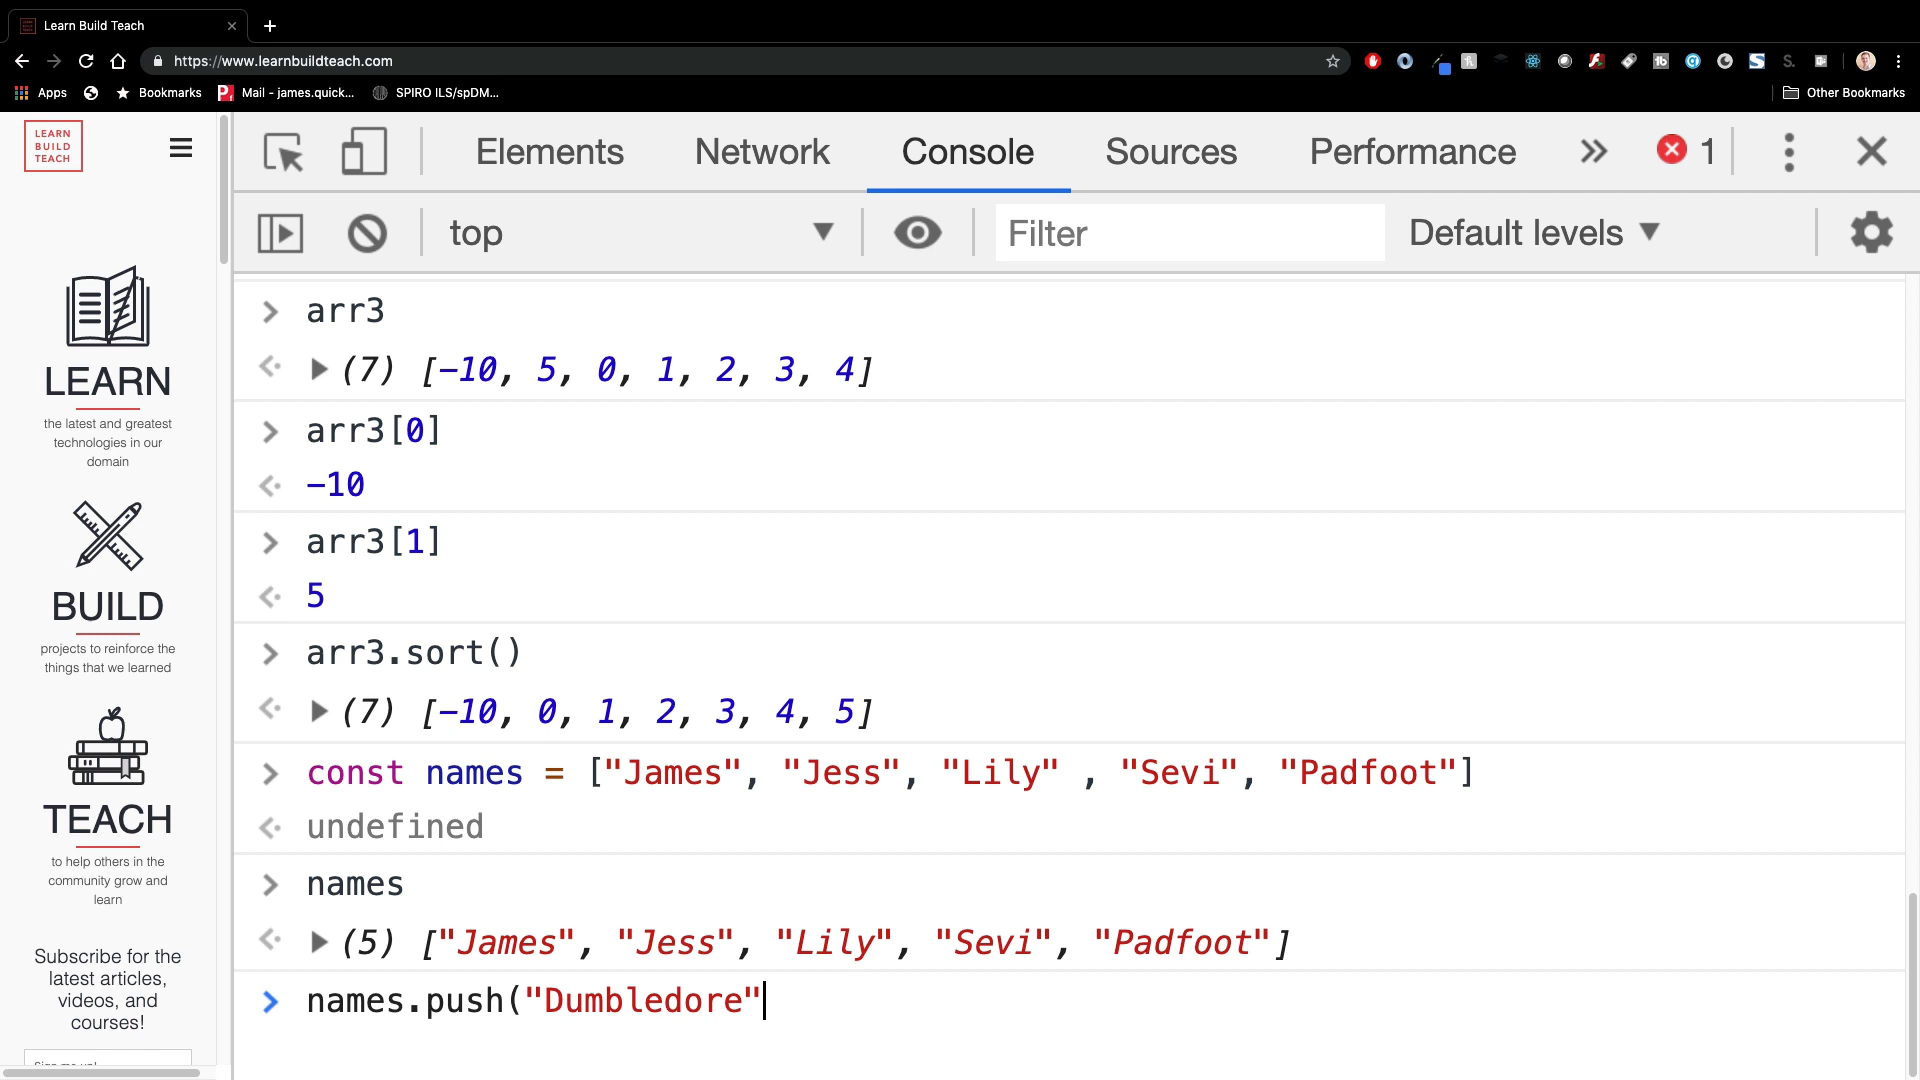 Learn Build Teach
https://www.learnbuildteach.com
Apps
Bookmarks
Mail - james.quick...
SPIRO ILS/spDM...
Other Bookmarks
LEARN
BUILD
TEACH
LEARN
the latest and greatest
technologies in our
domain
BUILD
projects to reinforce the
things that we learned
TEACH
to help others in the
community grow and
learn
Subscribe for the
latest articles,
videos, and
courses!
Elements Network Console Sources Performance 1
top Filter Default levels
arr3
(7) [-10, 5, 0, 1, 2, 3, 4]
arr3[0]
-10
arr3[1]
5
arr3.sort()
(7) [-10, 0, 1, 2, 3, 4, 5]
const names = ["James", "Jess", "Lily" , "Sevi", "Padfoot"]
undefined
names
(5) ["James", "Jess", "Lily", "Sevi", "Padfoot"]
names.push("Dumbledore"